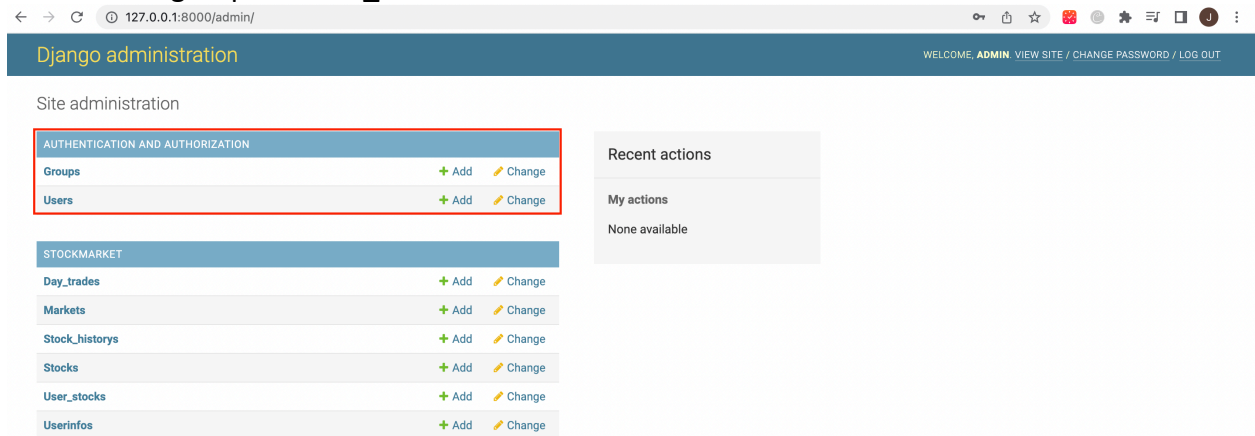 127.0.0.1:8000/admin/
J
Django administration
WELCOME, ADMIN. VIEW SITE / CHANGE PASSWORD / LOG OUT
Site administration
AUTHENTICATION AND AUTHORIZATION
Groups + Add Change
Users + Add Change
Recent actions
My actions
None available
STOCKMARKET
Day_trades + Add Change
Markets + Add Change
Stock_historys + Add Change
Stocks + Add Change
User_stocks + Add Change
Userinfos + Add Change